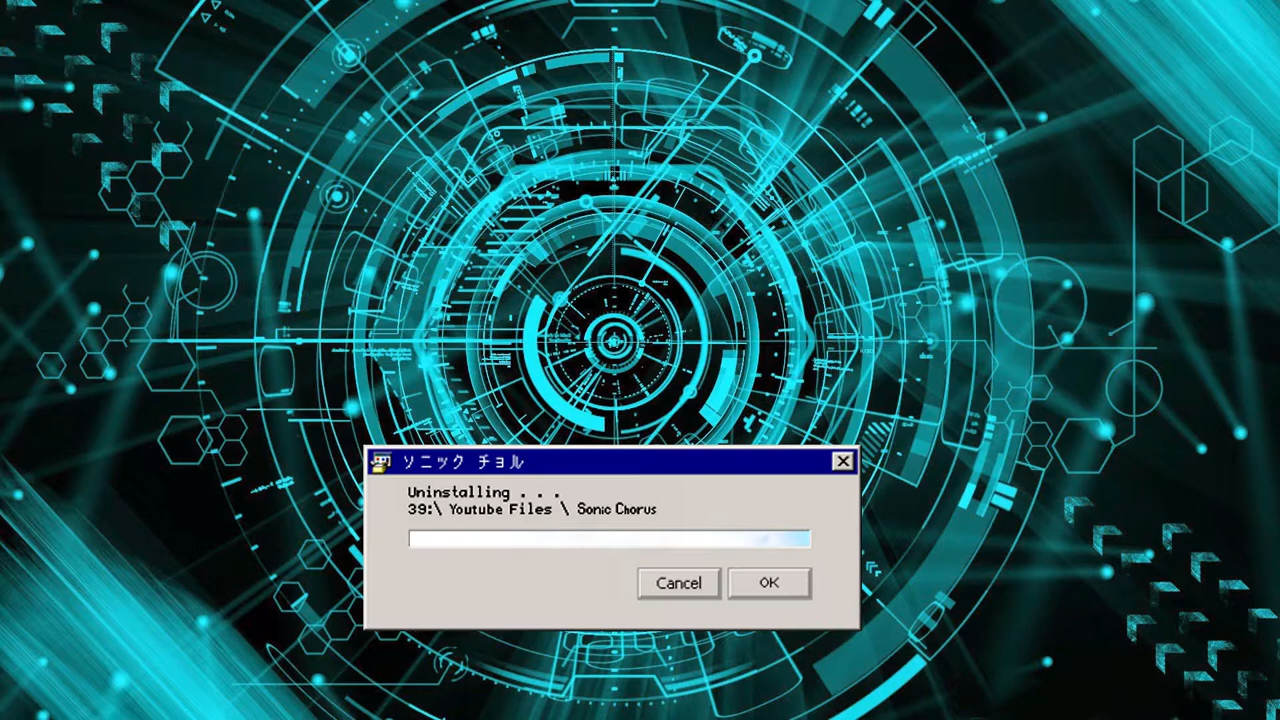 ソニック チョル
Uninstalling . . .
39:\ Youtube Files \ Sonic Chorus
Cancel
OK